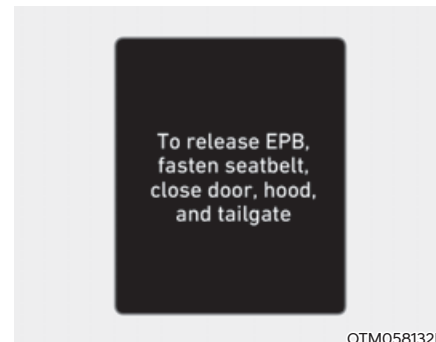 To release EPB,
fasten seatbelt,
close door, hood,
and tailgate